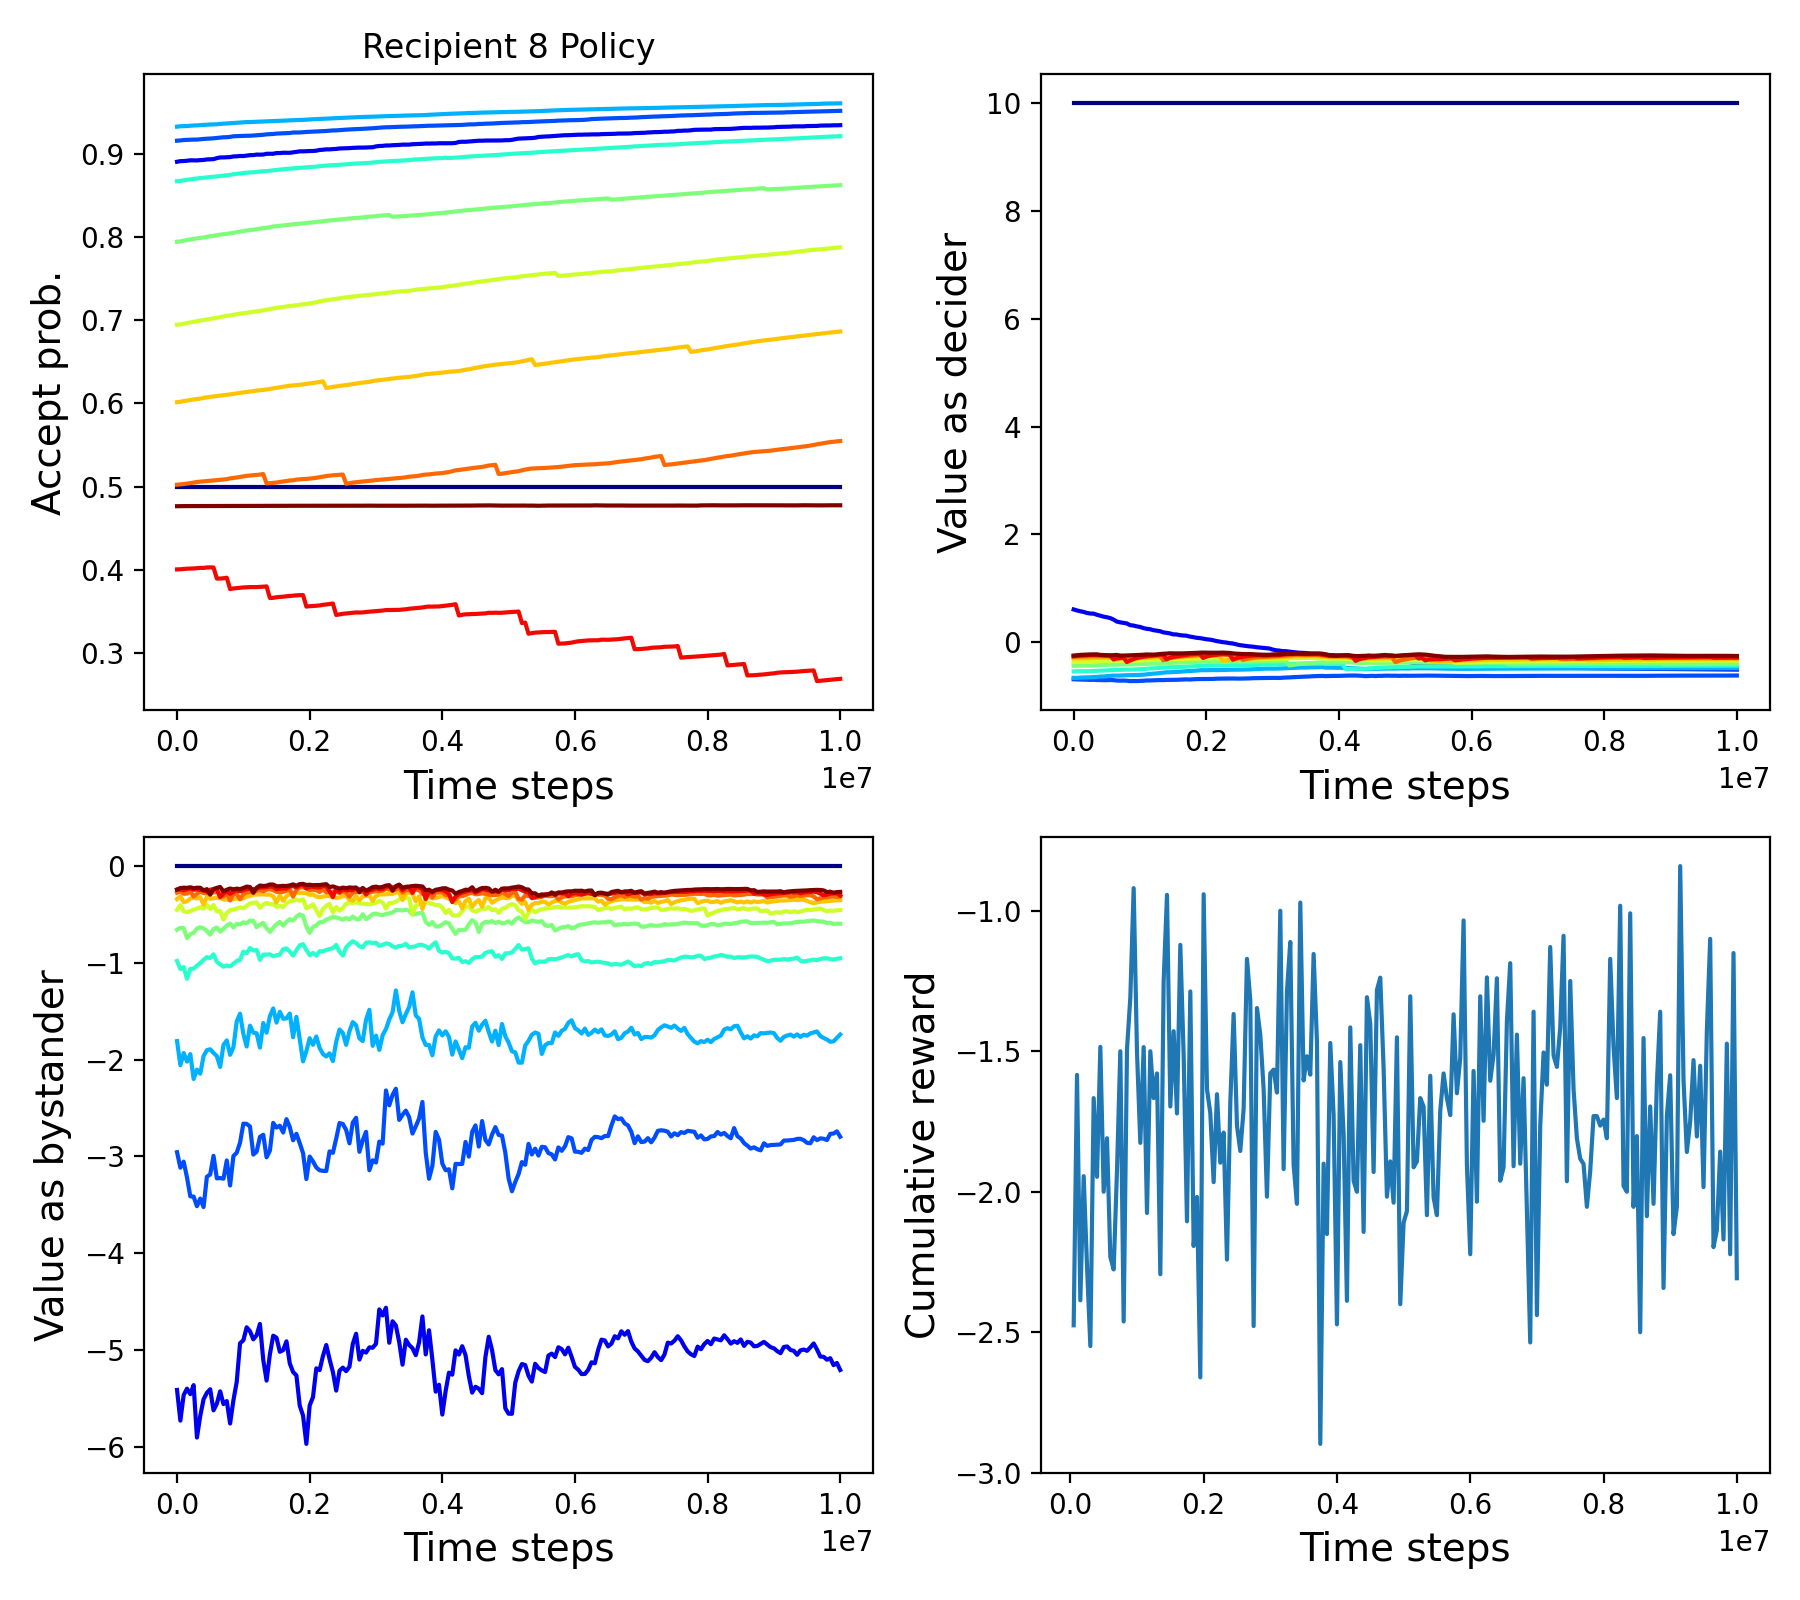 Recipient 8 Policy
Accept prob.
0.9
0.8
0.7
0.6
0.5
0.4
0.3
0.0 0.2 0.4 0.6 0.8 1.0
1e7
Time steps
Value as decider
10
8
6
4
2
0
0.0 0.2 0.4 0.6 0.8 1.0
1e7
Time steps
Value as bystander
0
−1
−2
−3
−4
−5
−6
0.0 0.2 0.4 0.6 0.8 1.0
1e7
Time steps
Cumulative reward
−1.0
−1.5
−2.0
−2.5
−3.0
0.0 0.2 0.4 0.6 0.8 1.0
1e7
Time steps